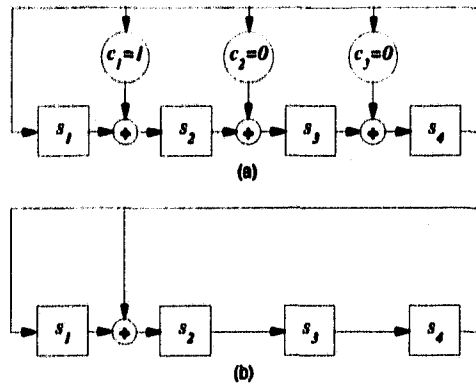 c1=1 c2=0 c3=0
s1 + s2 + s3 + s4
(a)
s1 + s2 s3 s4
(b)